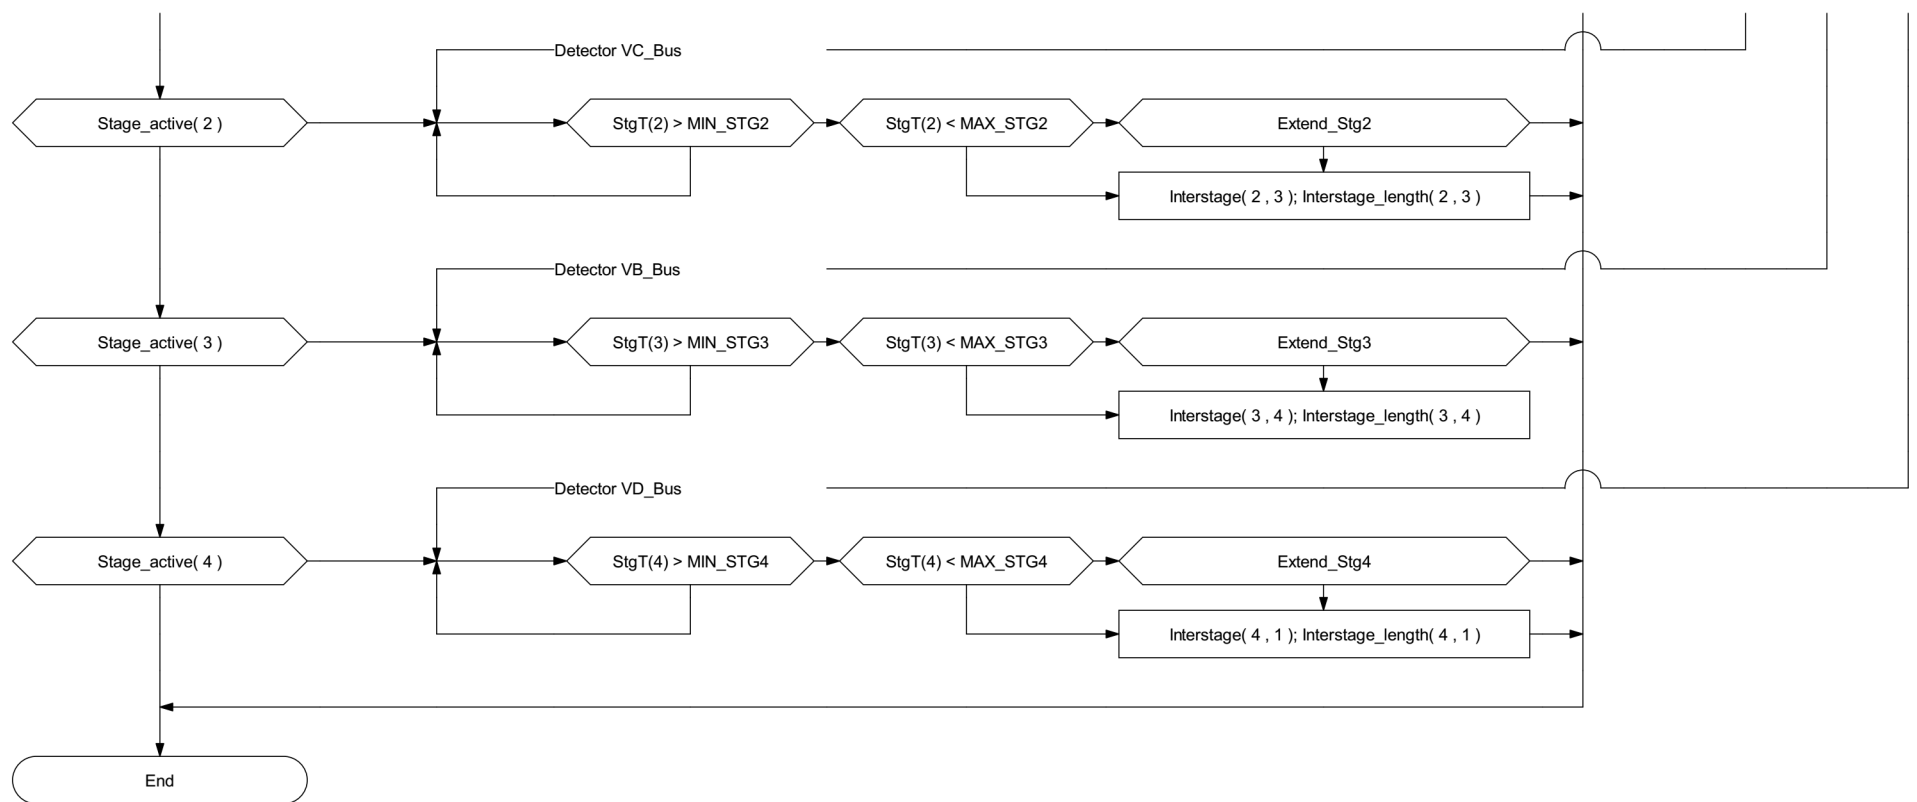 Detector VC_Bus
Stage_active( 2 )
StgT(2) > MIN_STG2
StgT(2) < MAX_STG2
Extend_Stg2
Interstage( 2 , 3 ); Interstage_length( 2 , 3 )
Detector VB_Bus
Stage_active( 3 )
StgT(3) > MIN_STG3
StgT(3) < MAX_STG3
Extend_Stg3
Interstage( 3 , 4 ); Interstage_length( 3 , 4 )
Detector VD_Bus
Stage_active( 4 )
StgT(4) > MIN_STG4
StgT(4) < MAX_STG4
Extend_Stg4
Interstage( 4 , 1 ); Interstage_length( 4 , 1 )
End